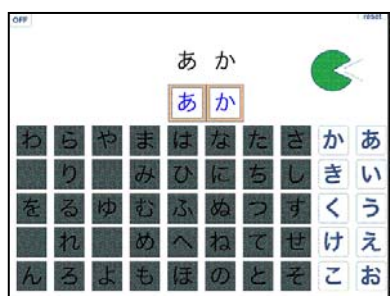 OFF reset
あ か
あ か
わ ら や ま は な た さ か あ
り み ひ に ち し き い
を る ゆ む ふ ぬ つ す く う
れ め へ ね て せ け え
ん ろ よ も ほ の と そ こ お